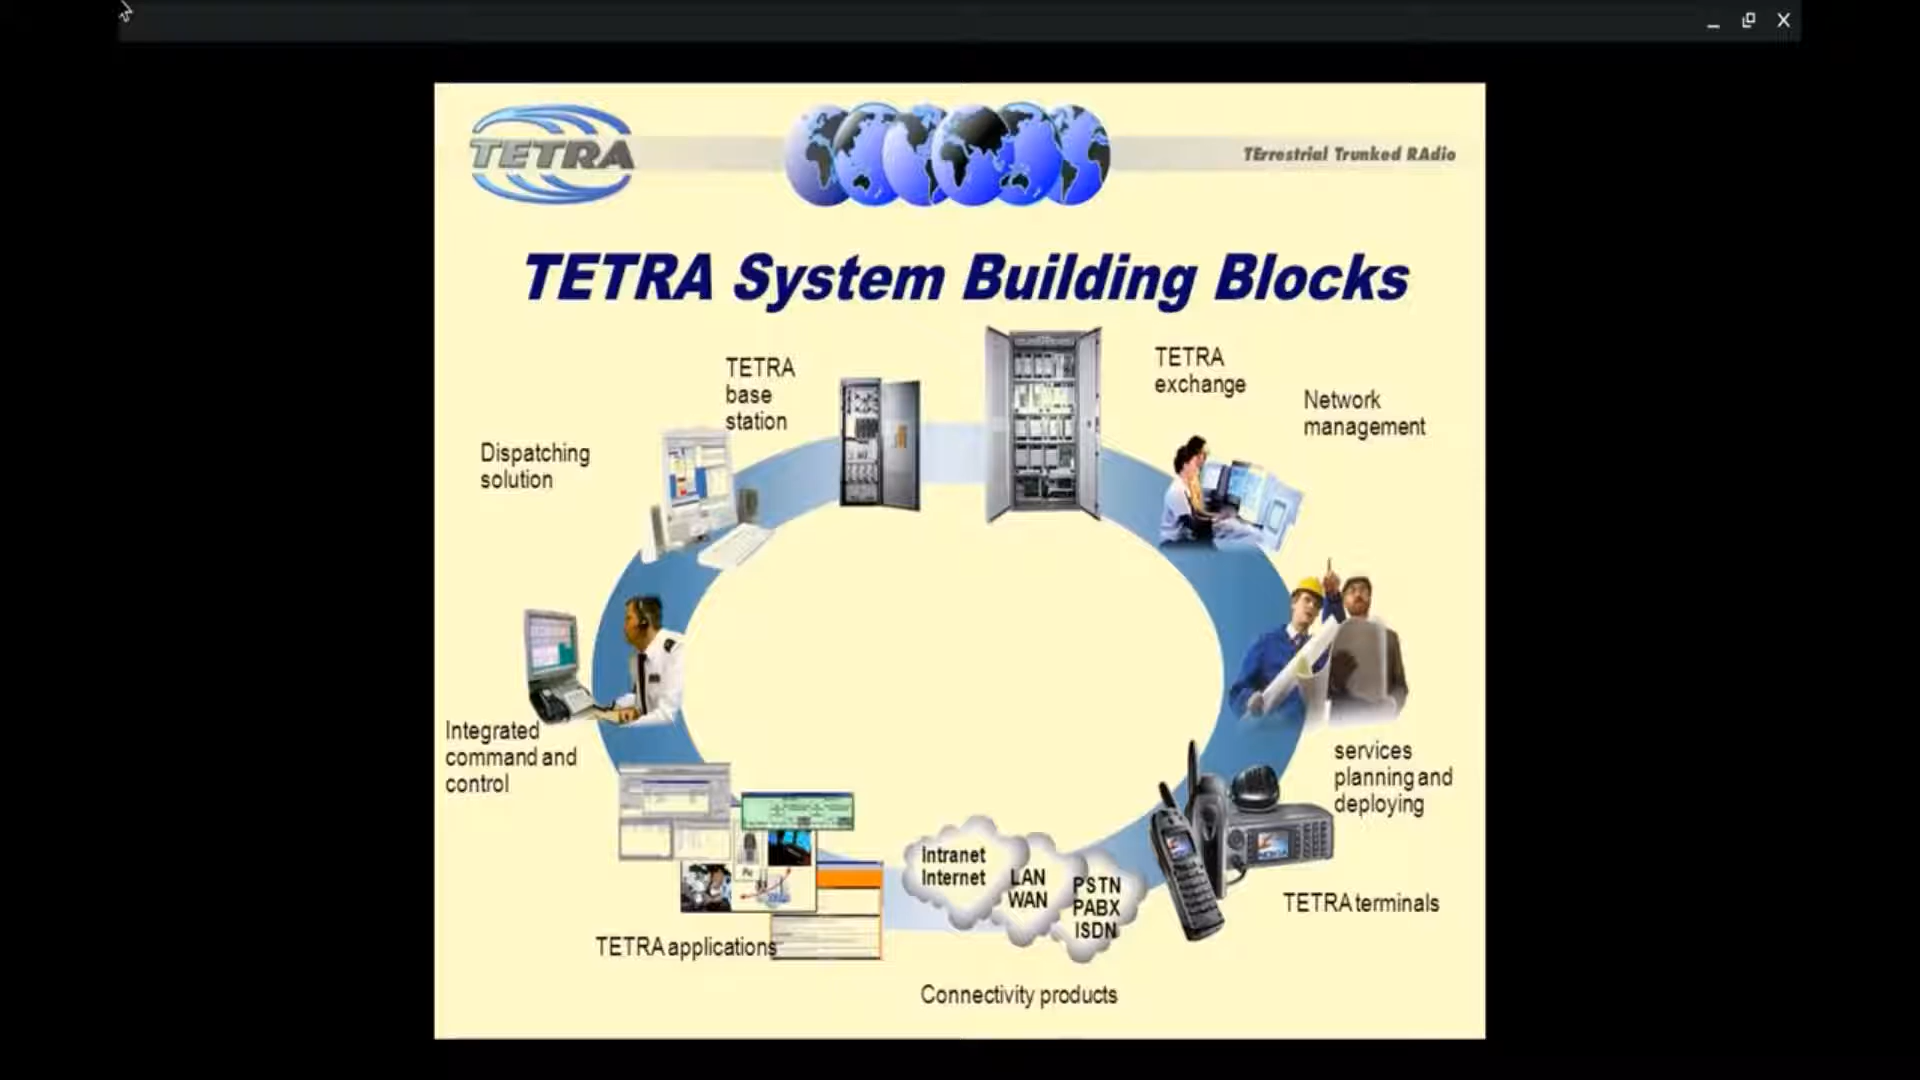 TETRA
TErrestrial Trunked RAdio
TETRA System Building Blocks
TETRA
base
station
TETRA
exchange
Network
management
Dispatching
solution
Integrated
command and
control
services
planning and
deploying
Intranet
Internet
LAN
WAN
PSTN
PABX
ISDN
TETRA terminals
TETRA applications
Connectivity products
NOKIA